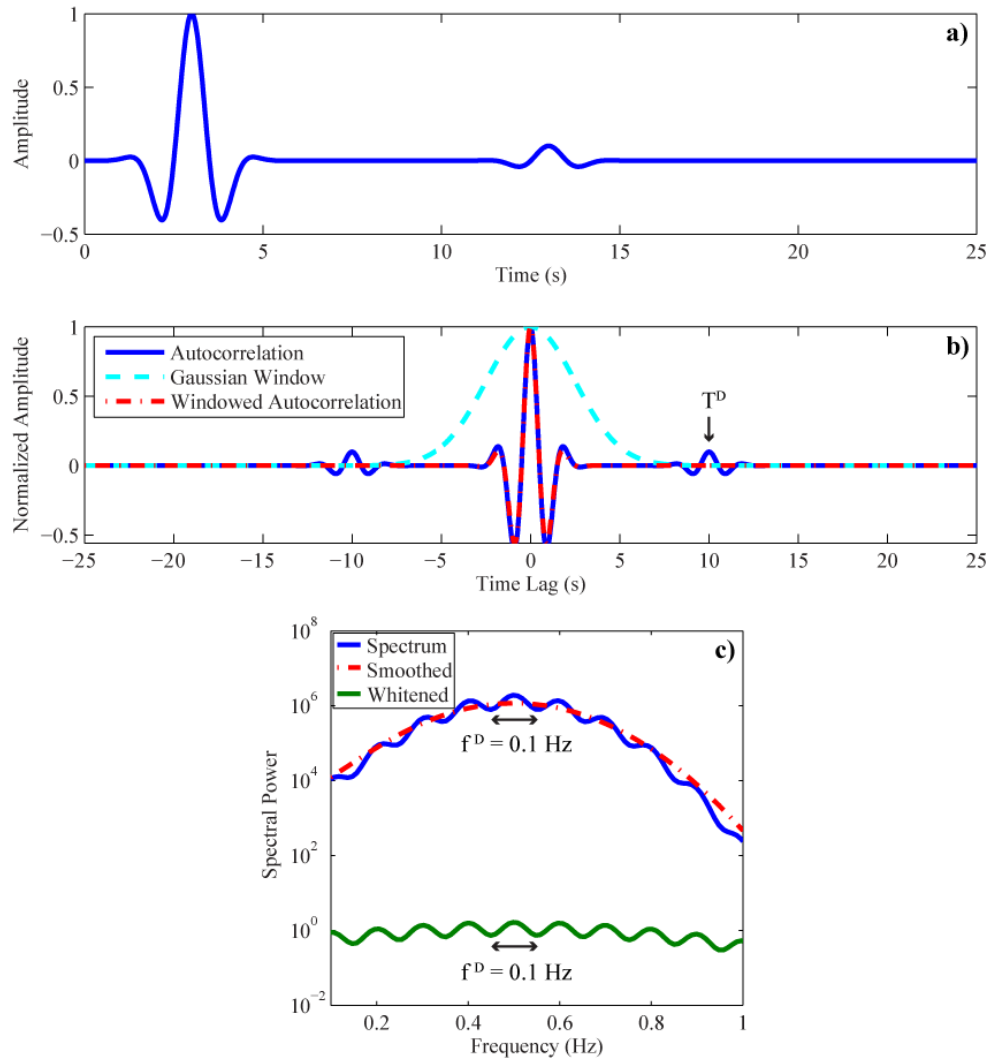 a)
Amplitude
1
0.5
0
−0.5
0 5 10 15 20 25
Time (s)
b)
Normalized Amplitude
1
0.5
0
−0.5
Autocorrelation
Gaussian Window
Windowed Autocorrelation
T^D
−25 −20 −15 −10 −5 0 5 10 15 20 25
Time Lag (s)
c)
Spectral Power
10^8
10^6
10^4
10^2
10^0
10^−2
Spectrum
Smoothed
Whitened
f^D = 0.1 Hz
f^D = 0.1 Hz
0.2 0.4 0.6 0.8 1
Frequency (Hz)